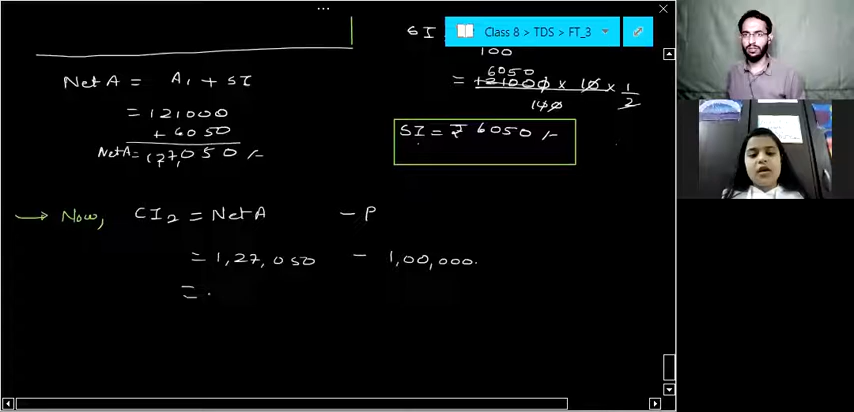 ...
SI
Class 8 > TDS > FT_3
100
Net A = A1 + SI
6050
= 121000 × 10 × 1/2
100
= 121000
+ 6050
Net A = 127,050 /-
SI = ₹ 6050 /-
→ Now, CI2 = Net A - P
= 1,27,050 - 1,00,000.
= .